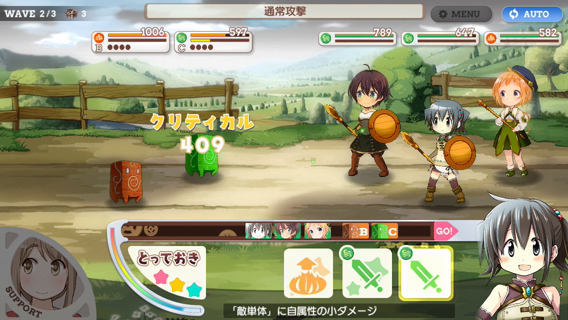 WAVE 2/3 3
通常攻撃
MENU
AUTO
1006
B
597
C
789
647
582
クリティカル
409
B C GO!
とっておき
SUPPORT
「敵単体」に自属性の小ダメージ